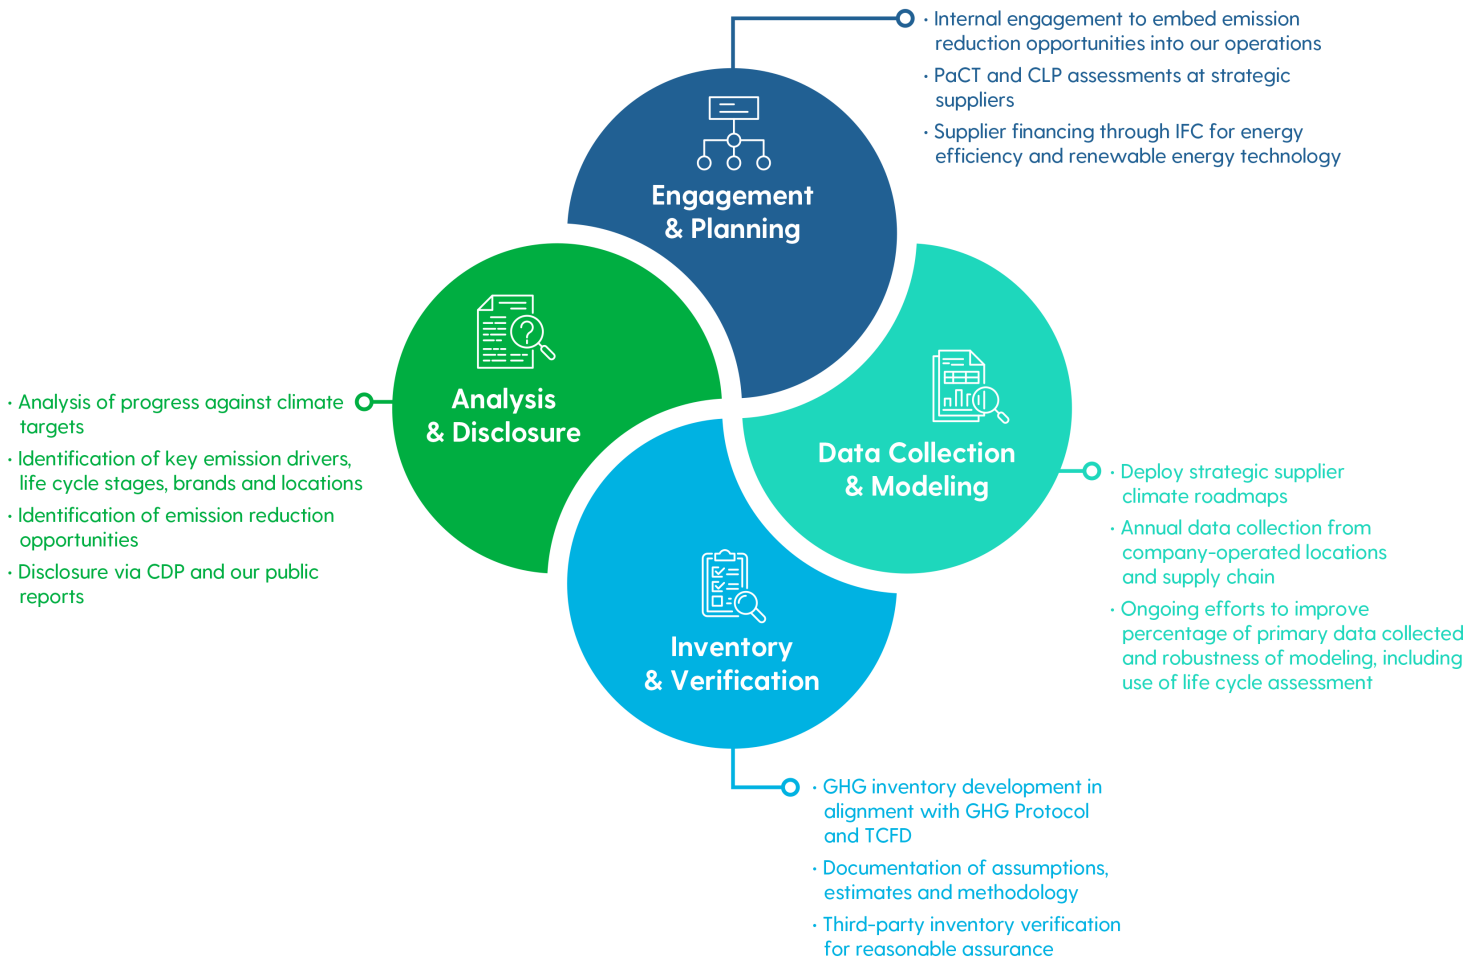 · Internal engagement to embed emission
reduction opportunities into our operations
· PaCT and CLP assessments at strategic
suppliers
· Supplier financing through IFC for energy
efficiency and renewable energy technology
Engagement
& Planning
Analysis
& Disclosure
· Analysis of progress against climate
targets
· Identification of key emission drivers,
life cycle stages, brands and locations
· Identification of emission reduction
opportunities
· Disclosure via CDP and our public
reports
Data Collection
& Modeling
· Deploy strategic supplier
climate roadmaps
· Annual data collection from
company-operated locations
and supply chain
· Ongoing efforts to improve
percentage of primary data collected
and robustness of modeling, including
use of life cycle assessment
Inventory
& Verification
· GHG inventory development in
alignment with GHG Protocol
and TCFD
· Documentation of assumptions,
estimates and methodology
· Third-party inventory verification
for reasonable assurance